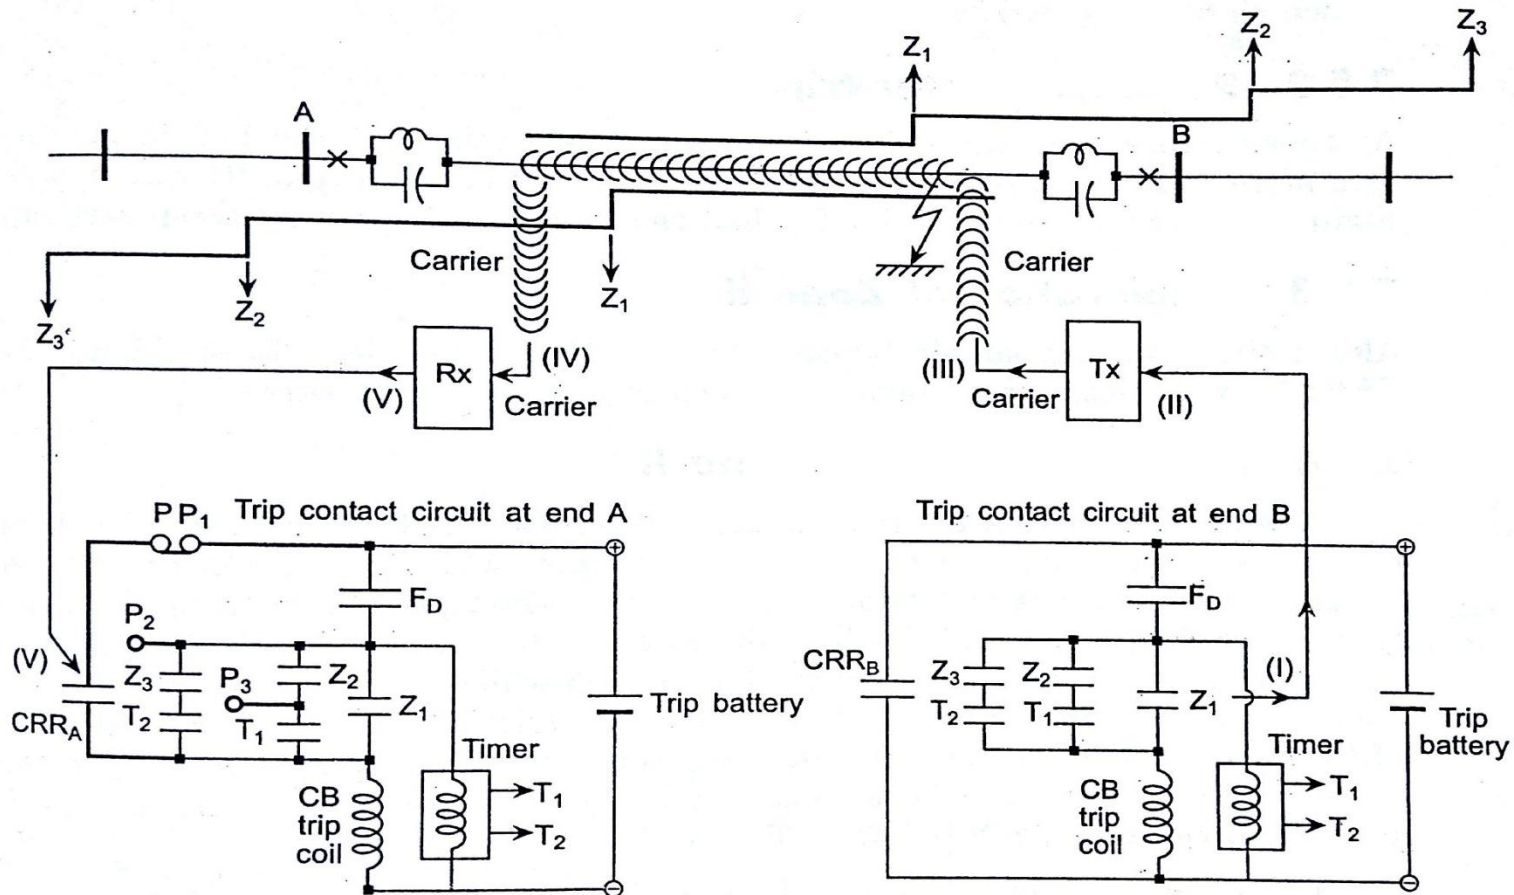 Z1
Z2
Z3
A
B
Carrier
Carrier
Z3
Z2
Z1
Rx
(IV)
(V)
Carrier
(III)
Tx
Carrier
(II)
P P1
Trip contact circuit at end A
Trip contact circuit at end B
FD
FD
P2
(V)
Z3
P3
Z2
CRRA
T2
T1
Z1
Trip battery
CRRB
Z3
Z2
(I)
T2
T1
Z1
Trip
battery
Timer
Timer
CB
trip
coil
T1
T2
CB
trip
coil
T1
T2